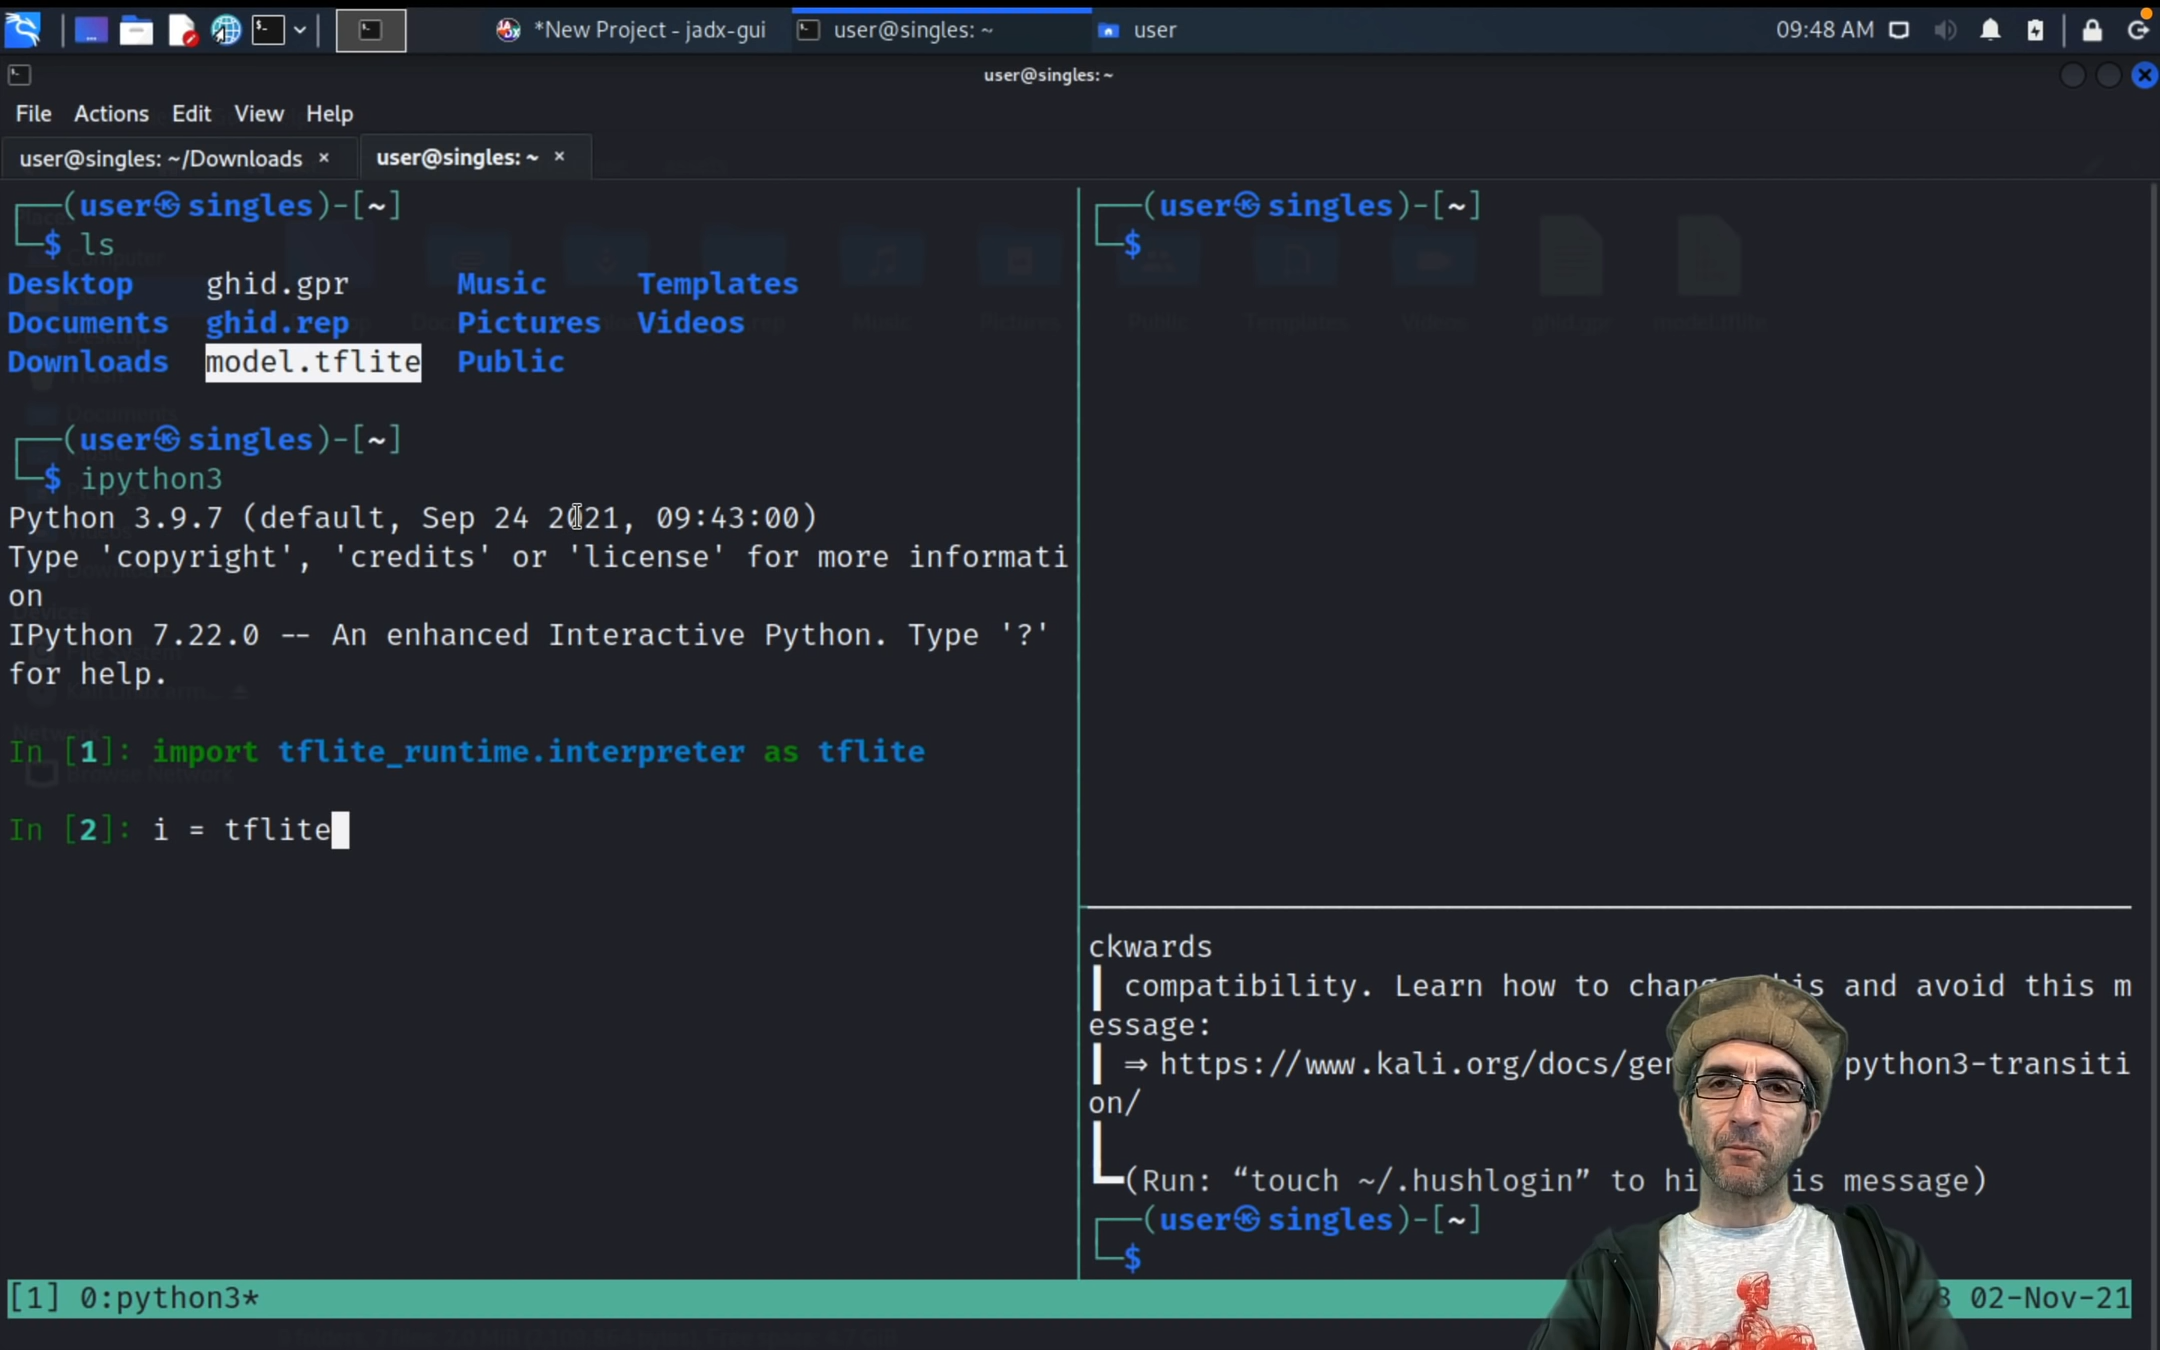 *New Project - jadx-gui
user@singles: ~
user
09:48 AM
user@singles: ~
File Actions Edit View Help
user@singles: ~/Downloads ×
user@singles: ~ ×
┌──(user㉿singles)-[~]
└─$ ls
Desktop ghid.gpr Music Templates
Documents ghid.rep Pictures Videos
Downloads model.tflite Public
┌──(user㉿singles)-[~]
└─$ ipython3
Python 3.9.7 (default, Sep 24 2021, 09:43:00)
Type 'copyright', 'credits' or 'license' for more informati
on
IPython 7.22.0 -- An enhanced Interactive Python. Type '?'
for help.
In [1]: import tflite_runtime.interpreter as tflite
In [2]: i = tflite
┌──(user㉿singles)-[~]
└─$
ckwards
┃ compatibility. Learn how to change this and avoid this m
essage:
┃ ⇒ https://www.kali.org/docs/gen python3-transiti
on/
┃
┗━(Run: “touch ~/.hushlogin” to hi is message)
┌──(user㉿singles)-[~]
└─$
[1] 0:python3*
02-Nov-21